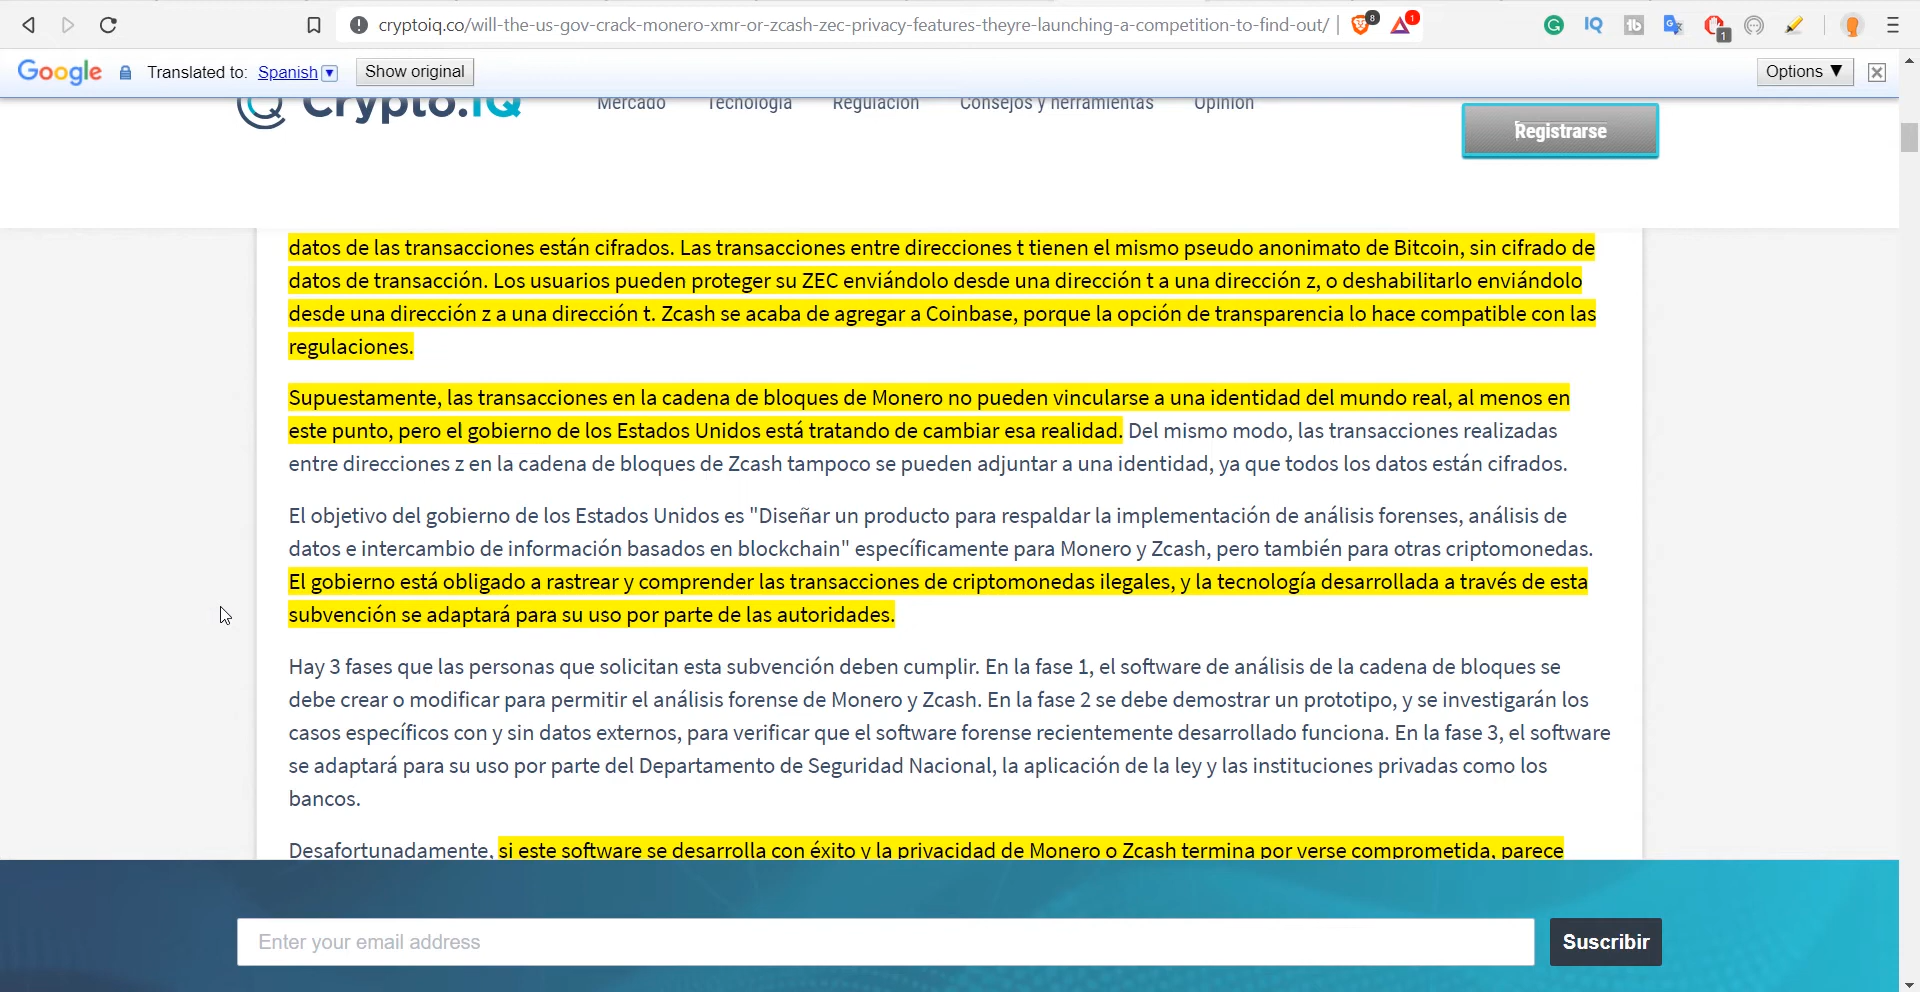 cryptoiq.co/will-the-us-gov-crack-monero-xmr-or-zcash-zec-privacy-features-theyre-launching-a-competition-to-find-out/
8
1
IQ
1
Google
Translated to: Spanish
Show original
Options
Crypto.IQ
Mercado
Tecnología
Regulación
Consejos y herramientas
Opinión
Registrarse
datos de las transacciones están cifrados. Las transacciones entre direcciones t tienen el mismo pseudo anonimato de Bitcoin, sin cifrado de
datos de transacción. Los usuarios pueden proteger su ZEC enviándolo desde una dirección t a una dirección z, o deshabilitarlo enviándolo
desde una dirección z a una dirección t. Zcash se acaba de agregar a Coinbase, porque la opción de transparencia lo hace compatible con las
regulaciones.
Supuestamente, las transacciones en la cadena de bloques de Monero no pueden vincularse a una identidad del mundo real, al menos en
este punto, pero el gobierno de los Estados Unidos está tratando de cambiar esa realidad. Del mismo modo, las transacciones realizadas
entre direcciones z en la cadena de bloques de Zcash tampoco se pueden adjuntar a una identidad, ya que todos los datos están cifrados.
El objetivo del gobierno de los Estados Unidos es "Diseñar un producto para respaldar la implementación de análisis forenses, análisis de
datos e intercambio de información basados en blockchain" específicamente para Monero y Zcash, pero también para otras criptomonedas.
El gobierno está obligado a rastrear y comprender las transacciones de criptomonedas ilegales, y la tecnología desarrollada a través de esta
subvención se adaptará para su uso por parte de las autoridades.
Hay 3 fases que las personas que solicitan esta subvención deben cumplir. En la fase 1, el software de análisis de la cadena de bloques se
debe crear o modificar para permitir el análisis forense de Monero y Zcash. En la fase 2 se debe demostrar un prototipo, y se investigarán los
casos específicos con y sin datos externos, para verificar que el software forense recientemente desarrollado funciona. En la fase 3, el software
se adaptará para su uso por parte del Departamento de Seguridad Nacional, la aplicación de la ley y las instituciones privadas como los
bancos.
Desafortunadamente, si este software se desarrolla con éxito y la privacidad de Monero o Zcash termina por verse comprometida, parece
Enter your email address
Suscribir